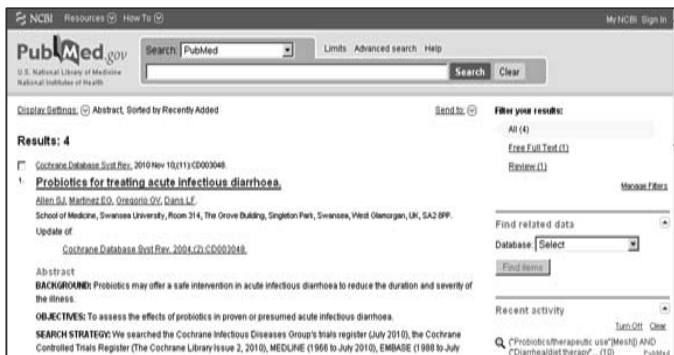 NCBI Resources How To My NCBI Sign In
PubMed.gov
U.S. National Library of Medicine
National Institutes of Health
Search: PubMed
Limits Advanced search Help
Search Clear
Display Settings: Abstract, Sorted by Recently Added Send to:
Results: 4
Cochrane Database Syst Rev. 2010 Nov 10;(11):CD003048.
1. Probiotics for treating acute infectious diarrhoea.
Allen SJ, Martinez EG, Gregorio GV, Dans LF.
School of Medicine, Swansea University, Room 314, The Grove Building, Singleton Park, Swansea, West Glamorgan, UK, SA2 8PP.
Update of
Cochrane Database Syst Rev. 2004;(2):CD003048.
Abstract
BACKGROUND: Probiotics may offer a safe intervention in acute infectious diarrhoea to reduce the duration and severity of
the illness.
OBJECTIVES: To assess the effects of probiotics in proven or presumed acute infectious diarrhoea.
SEARCH STRATEGY: We searched the Cochrane Infectious Diseases Group's trials register (July 2010), the Cochrane
Controlled Trials Register (The Cochrane Library Issue 2, 2010), MEDLINE (1966 to July 2010), EMBASE (1988 to July
Filter your results:
All (4)
Free Full Text (1)
Review (1)
Manage Filters
Find related data
Database: Select
Find items
Recent activity
Turn Off Clear
("Probiotics/therapeutic use"[Mesh]) AND
("Diarrhea/diet therapy"... (10) PubMed